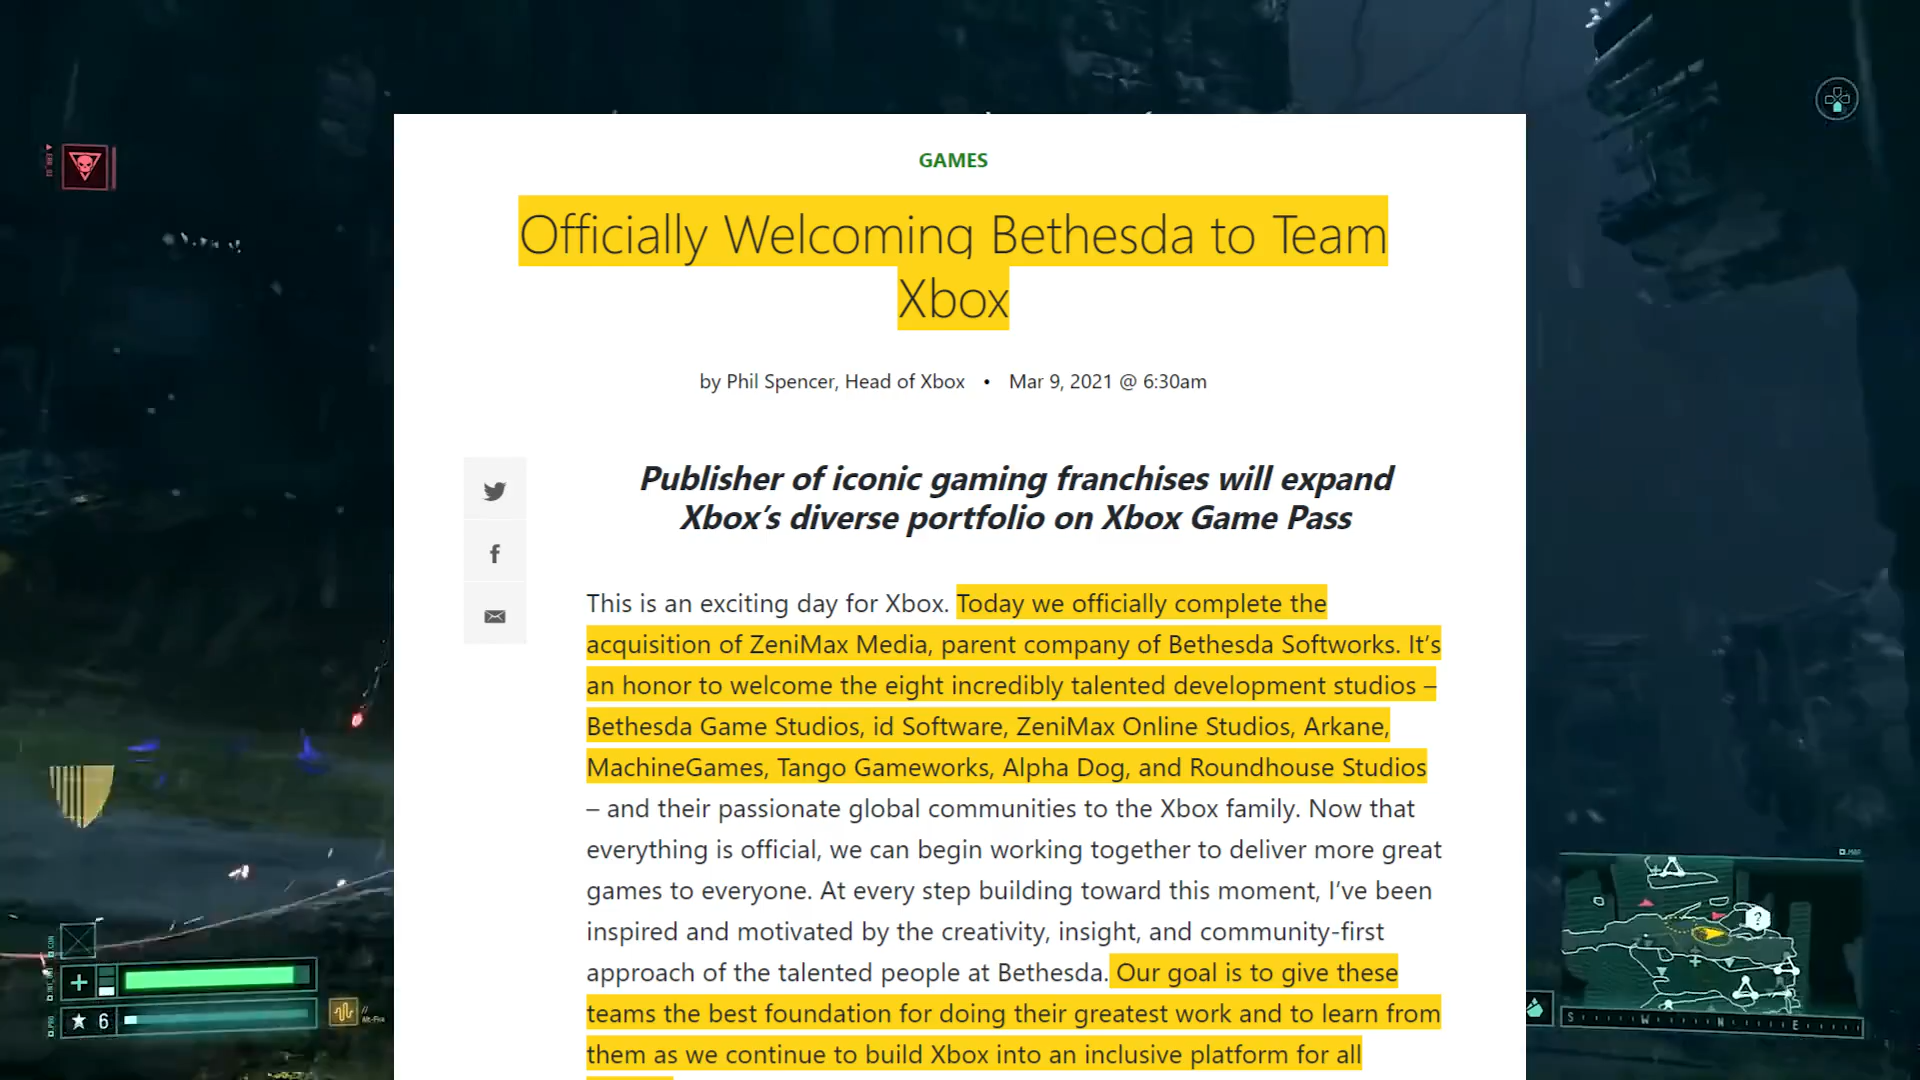 GAMES
Officially Welcoming Bethesda to Team
Xbox
by Phil Spencer, Head of Xbox • Mar 9, 2021 @ 6:30am
Publisher of iconic gaming franchises will expand
Xbox’s diverse portfolio on Xbox Game Pass
This is an exciting day for Xbox. Today we officially complete the
acquisition of ZeniMax Media, parent company of Bethesda Softworks. It’s
an honor to welcome the eight incredibly talented development studios –
Bethesda Game Studios, id Software, ZeniMax Online Studios, Arkane,
MachineGames, Tango Gameworks, Alpha Dog, and Roundhouse Studios
– and their passionate global communities to the Xbox family. Now that
everything is official, we can begin working together to deliver more great
games to everyone. At every step building toward this moment, I’ve been
inspired and motivated by the creativity, insight, and community-first
approach of the talented people at Bethesda. Our goal is to give these
teams the best foundation for doing their greatest work and to learn from
them as we continue to build Xbox into an inclusive platform for all
6
Alt-Fire
S W N E